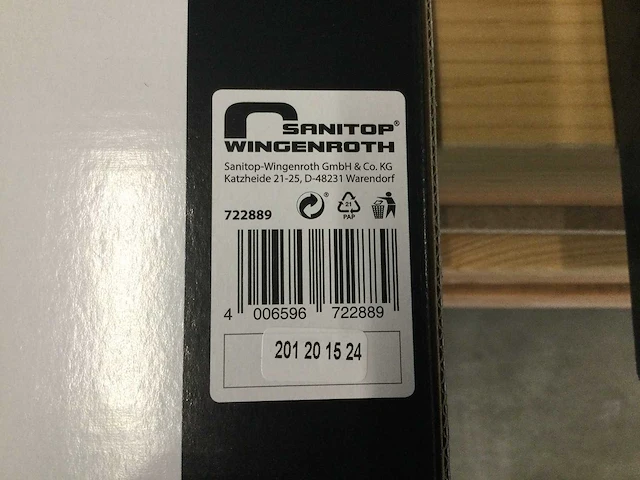 SANITOP®
WINGENROTH
Sanitop-Wingenroth GmbH & Co. KG
Katzheide 21-25, D-48231 Warendorf
722889
®
21
PAP
4 006596 722889
201 20 15 24